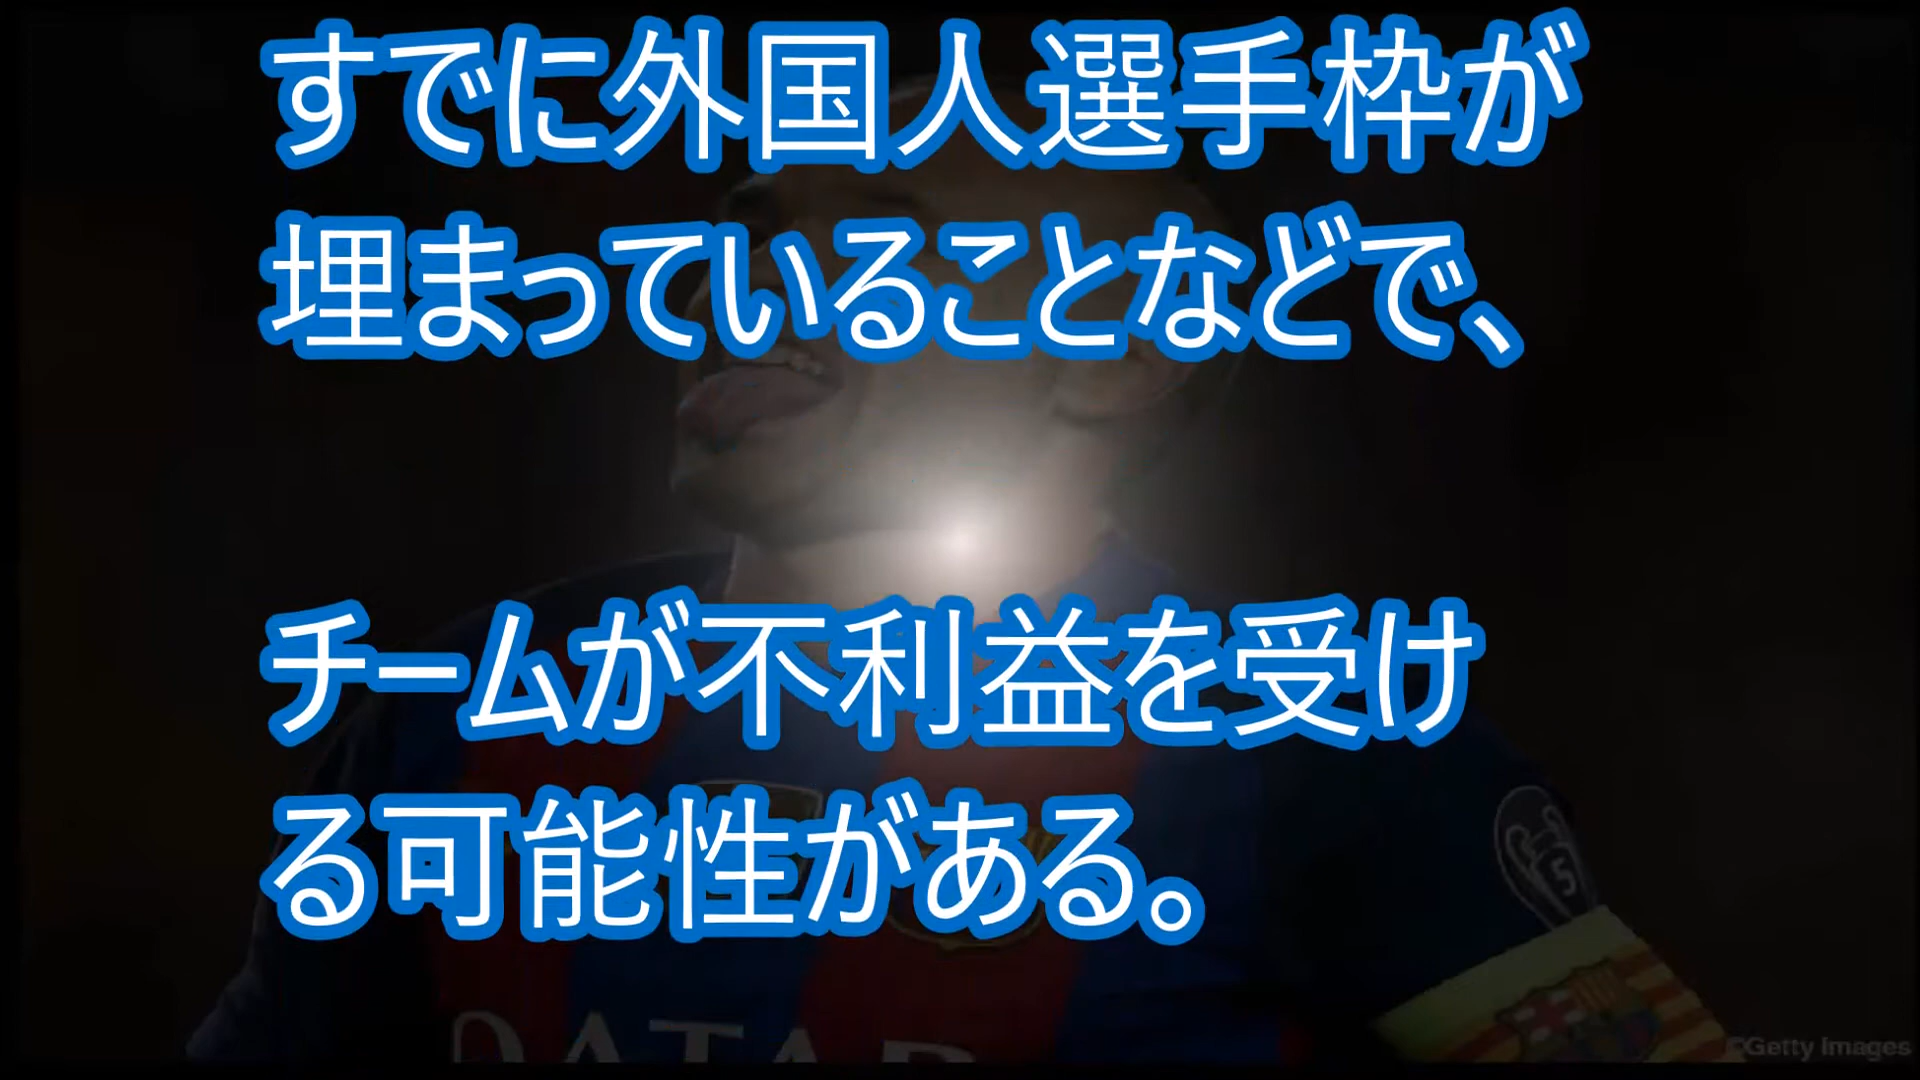 すでに外国人選手枠が
埋まっていることなどで、
チームが不利益を受け
る可能性がある。
5
QATAR
©Getty Images